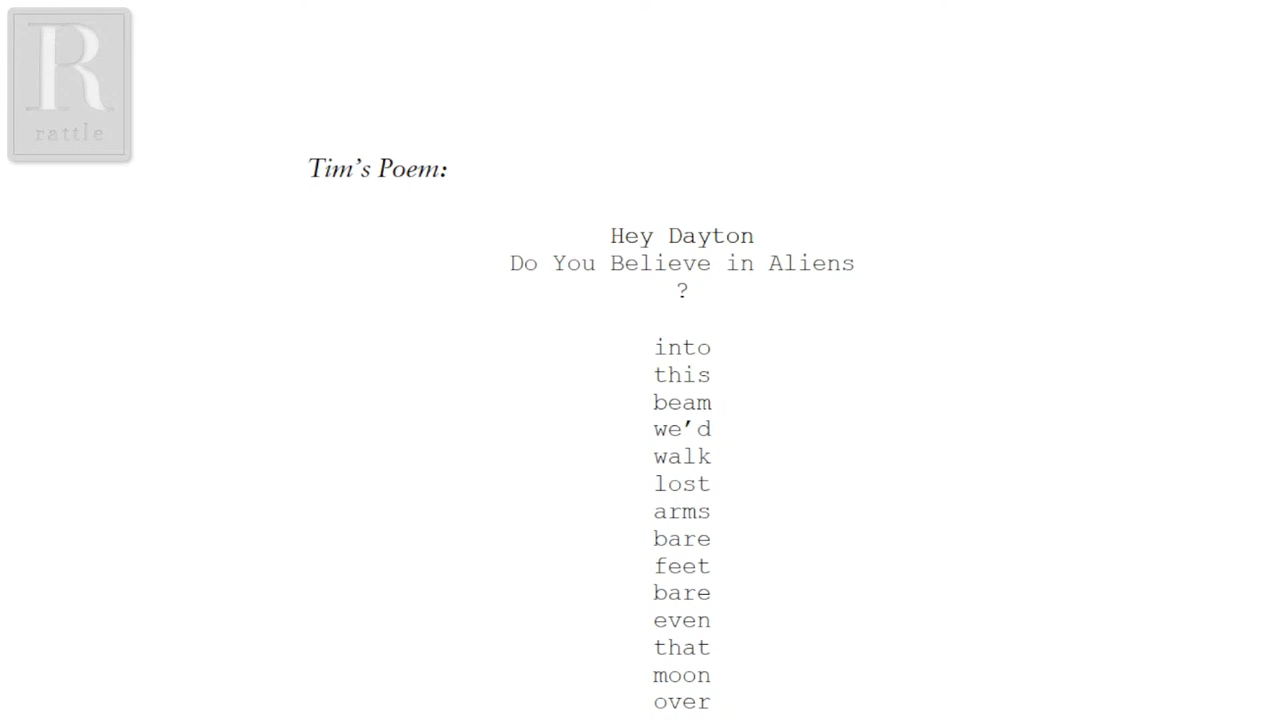 R
rattle
Tim's Poem:
Hey Dayton
Do You Believe in Aliens
?
into
this
beam
we'd
walk
lost
arms
bare
feet
bare
even
that
moon
over